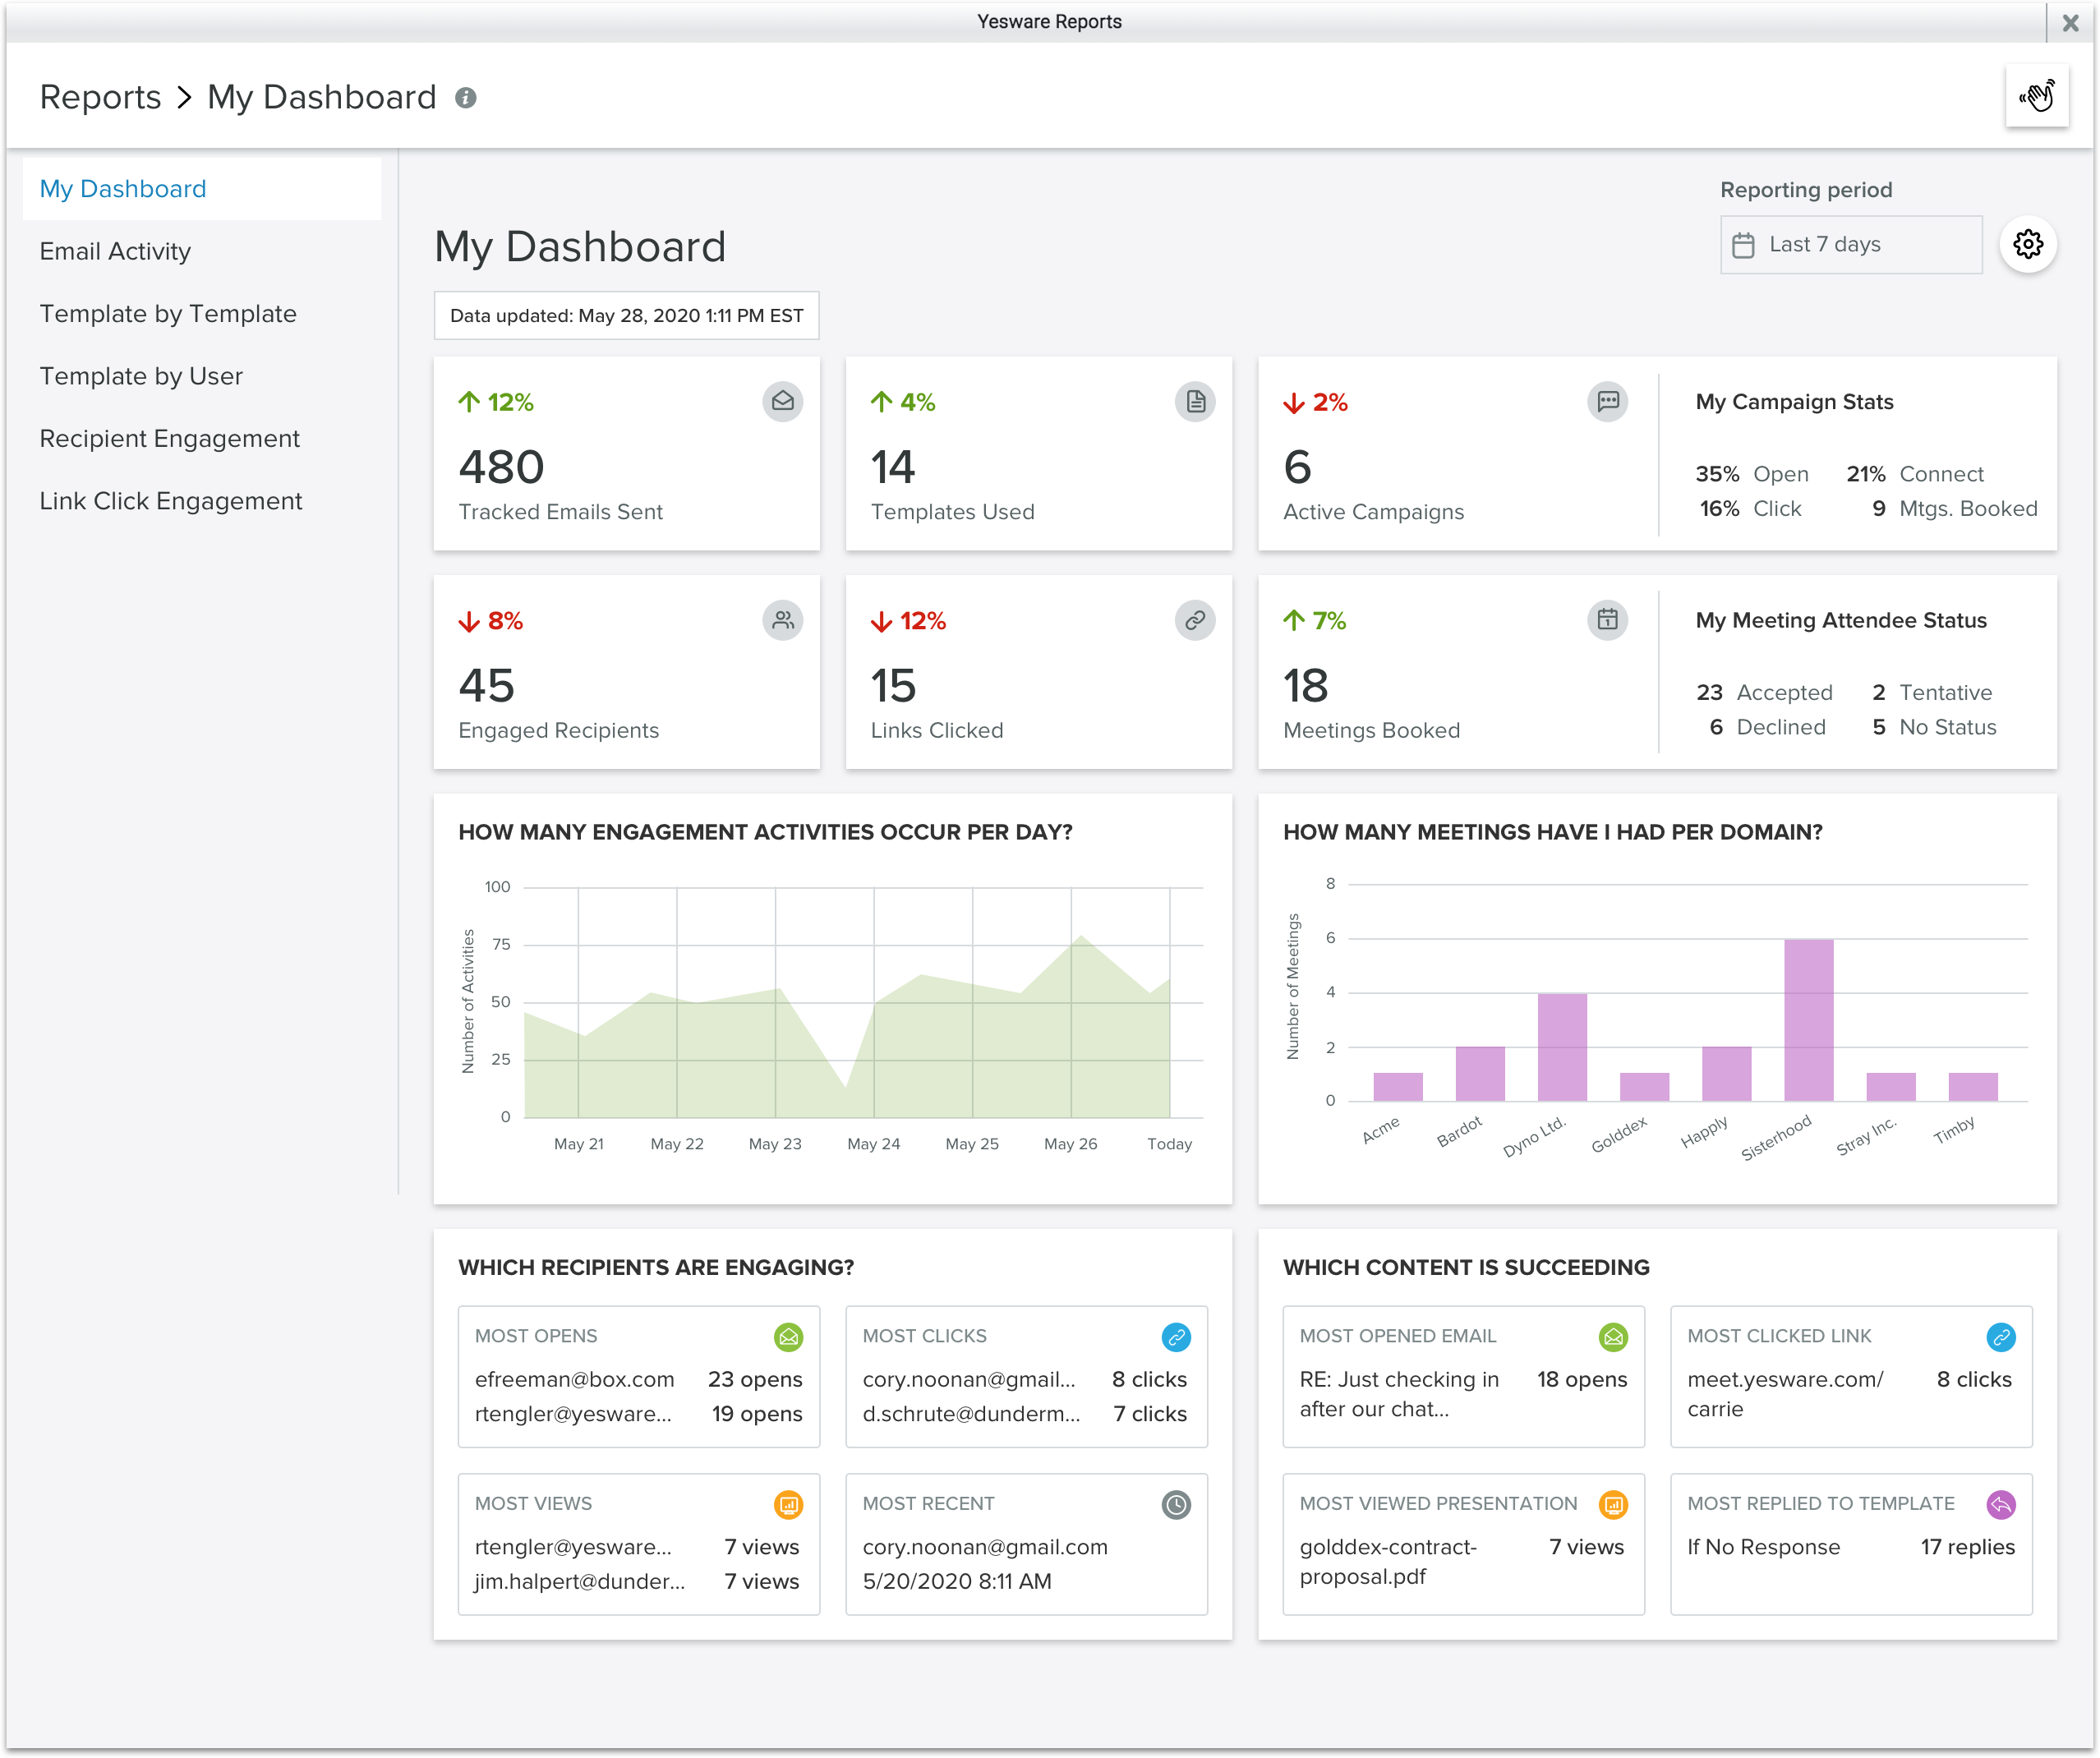 Yesware Reports
Reports > My Dashboard
My Dashboard
Email Activity
Template by Template
Template by User
Recipient Engagement
Link Click Engagement
Reporting period
Last 7 days
My Dashboard
Data updated: May 28, 2020 1:11 PM EST
12%
480
Tracked Emails Sent
4%
14
Templates Used
2%
6
Active Campaigns
My Campaign Stats
35% Open 21% Connect
16% Click 9 Mtgs. Booked
8%
45
Engaged Recipients
12%
15
Links Clicked
7%
18
Meetings Booked
My Meeting Attendee Status
23 Accepted 2 Tentative
6 Declined 5 No Status
HOW MANY ENGAGEMENT ACTIVITIES OCCUR PER DAY?
Number of Activities
100
75
50
25
0
May 21 May 22 May 23 May 24 May 25 May 26 Today
HOW MANY MEETINGS HAVE I HAD PER DOMAIN?
Number of Meetings
8
6
4
2
0
Acme Bardot Dyno Ltd. Golddex Happly Sisterhood Stray Inc. Timby
WHICH RECIPIENTS ARE ENGAGING?
MOST OPENS
efreeman@box.com 23 opens
rtengler@yesware... 19 opens
MOST CLICKS
cory.noonan@gmail... 8 clicks
d.schrute@dunderm... 7 clicks
MOST VIEWS
rtengler@yesware... 7 views
jim.halpert@dunder... 7 views
MOST RECENT
cory.noonan@gmail.com
5/20/2020 8:11 AM
WHICH CONTENT IS SUCCEEDING
MOST OPENED EMAIL
RE: Just checking in 18 opens
after our chat...
MOST CLICKED LINK
meet.yesware.com/ 8 clicks
carrie
MOST VIEWED PRESENTATION
golddex-contract- 7 views
proposal.pdf
MOST REPLIED TO TEMPLATE
If No Response 17 replies